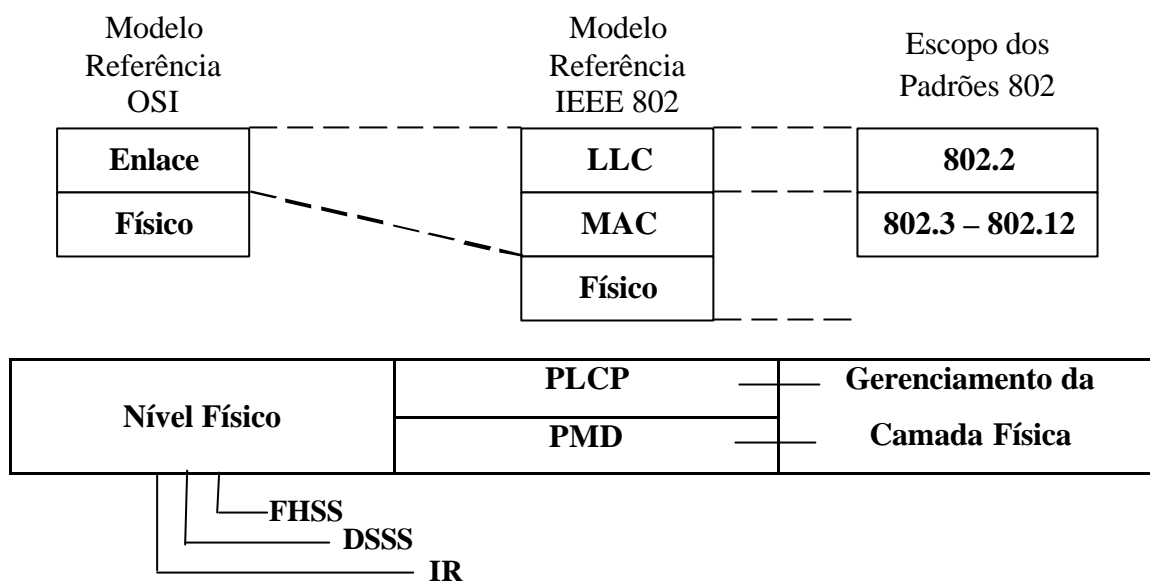 Modelo
Referência
OSI
Modelo
Referência
IEEE 802
Escopo dos
Padrões 802
Enlace
Físico
LLC
MAC
Físico
802.2
802.3 – 802.12
Nível Físico
PLCP
PMD
Gerenciamento da
Camada Física
FHSS
DSSS
IR